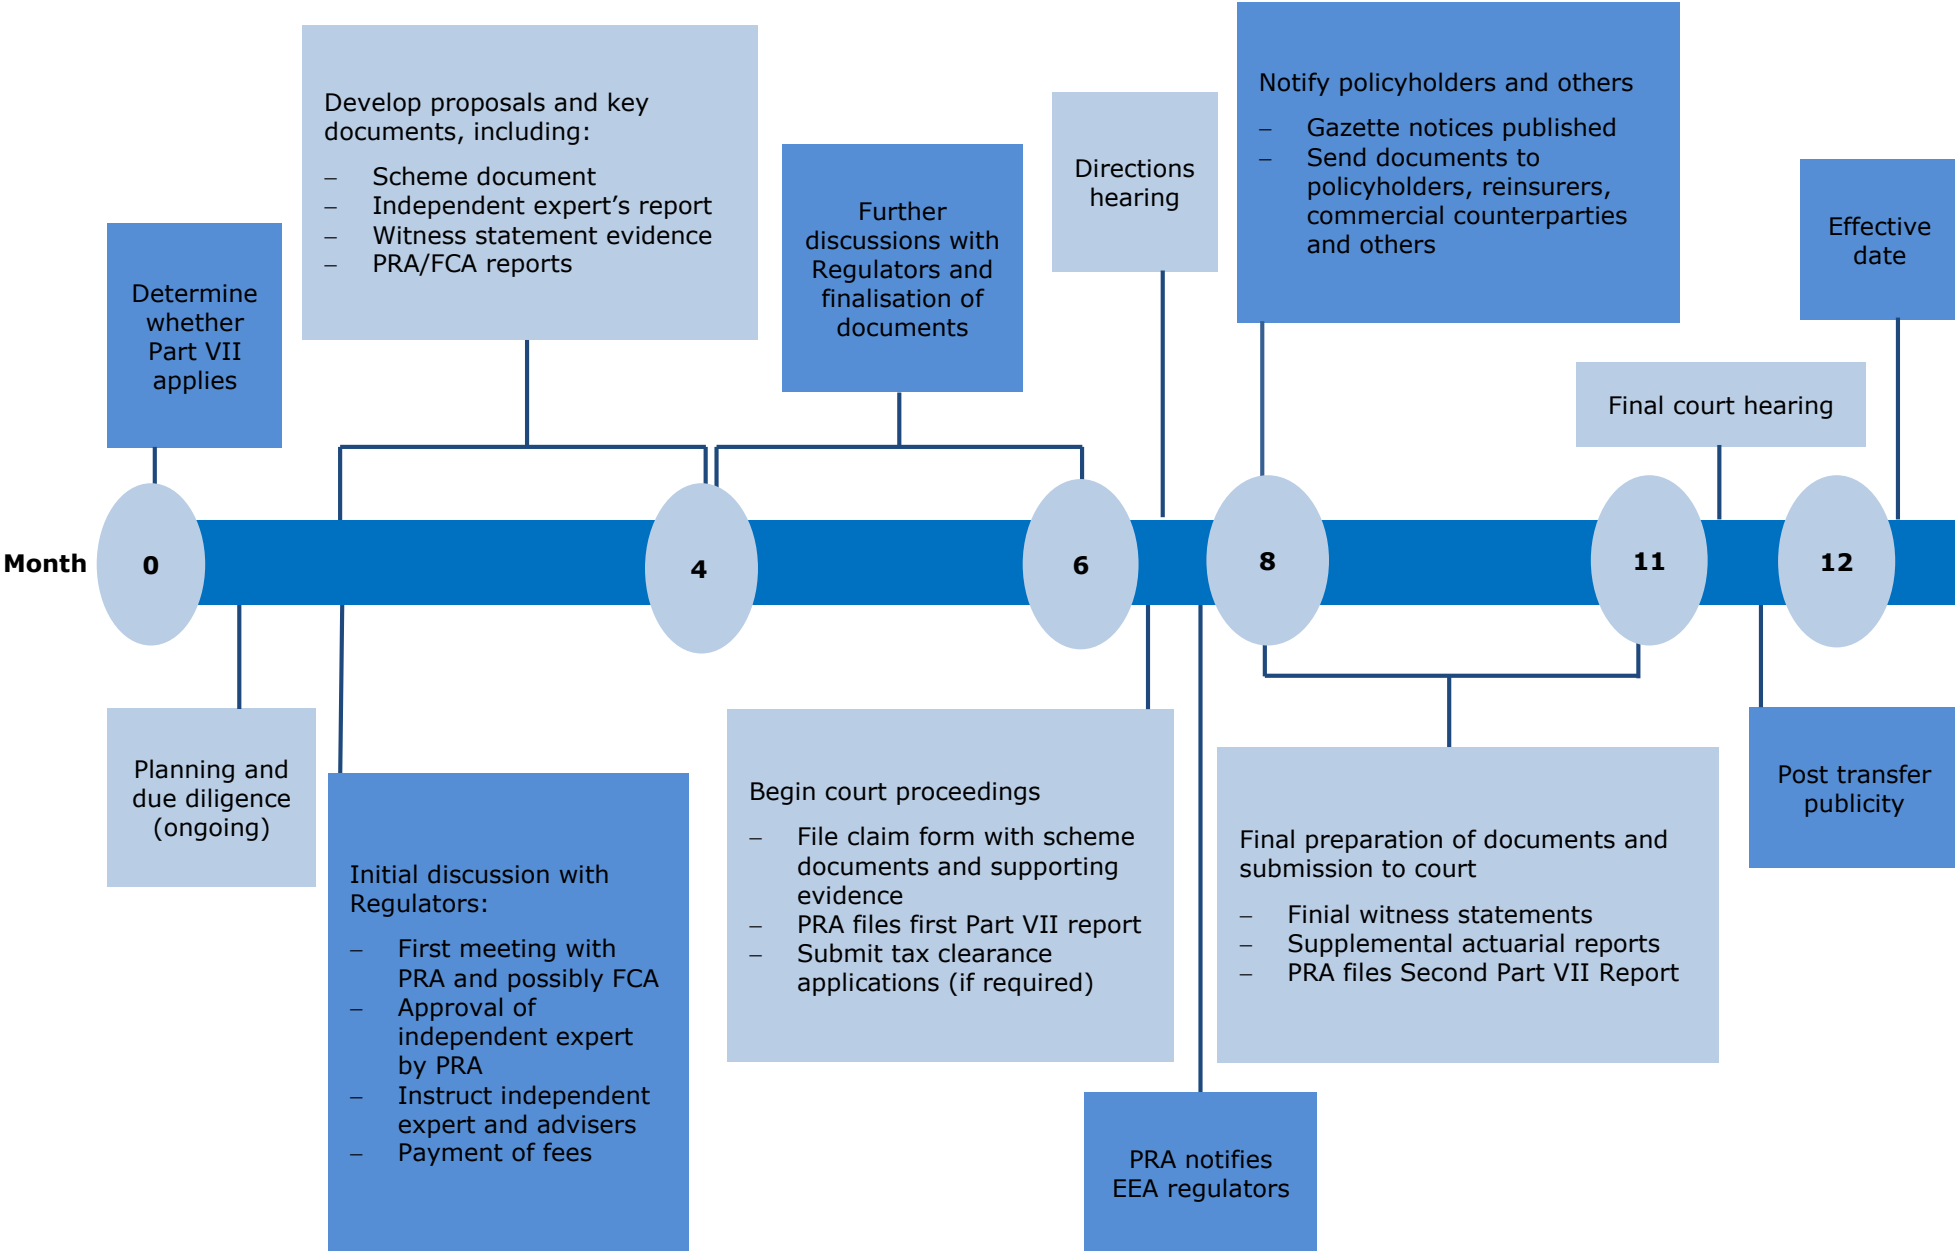 Determine
whether
Part VII
applies
Develop proposals and key
documents, including:
– Scheme document
– Independent expert’s report
– Witness statement evidence
– PRA/FCA reports
Further
discussions with
Regulators and
finalisation of
documents
Directions
hearing
Notify policyholders and others
– Gazette notices published
– Send documents to
policyholders, reinsurers,
commercial counterparties
and others
Final court hearing
Effective
date
Month
0
4
6
8
11
12
Planning and
due diligence
(ongoing)
Initial discussion with
Regulators:
– First meeting with
PRA and possibly FCA
– Approval of
independent expert
by PRA
– Instruct independent
expert and advisers
– Payment of fees
Begin court proceedings
– File claim form with scheme
documents and supporting
evidence
– PRA files first Part VII report
– Submit tax clearance
applications (if required)
PRA notifies
EEA regulators
Final preparation of documents and
submission to court
– Finial witness statements
– Supplemental actuarial reports
– PRA files Second Part VII Report
Post transfer
publicity